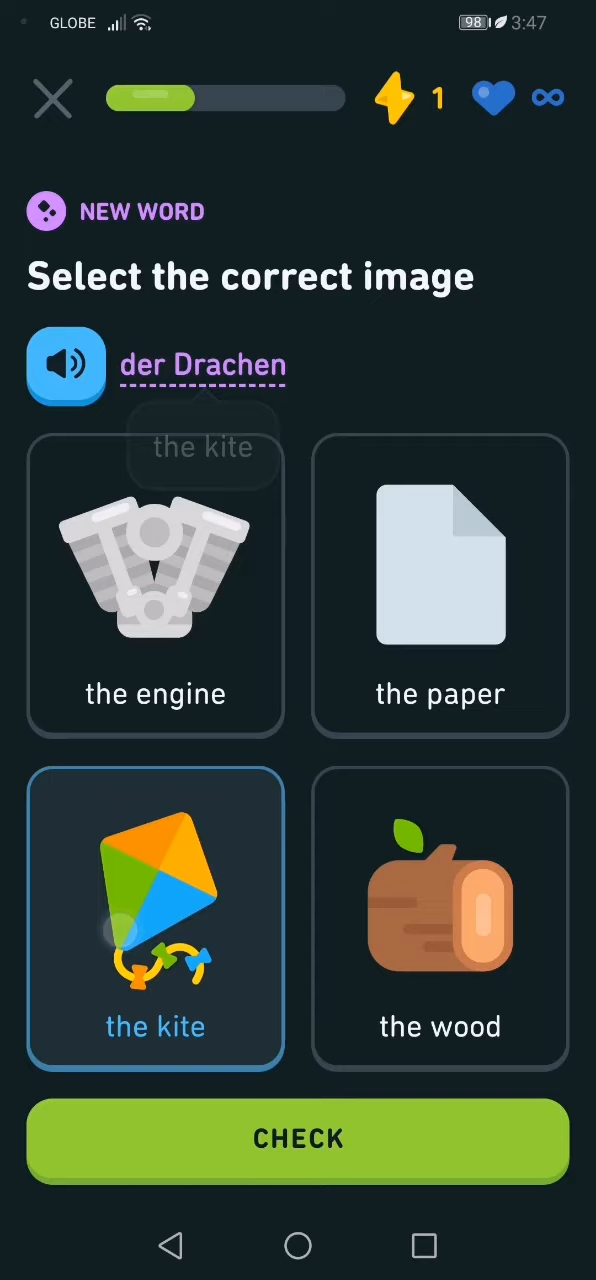 GLOBE
98 3:47
1 ∞
NEW WORD
Select the correct image
der Drachen
the kite
the engine
the paper
the kite
the wood
CHECK